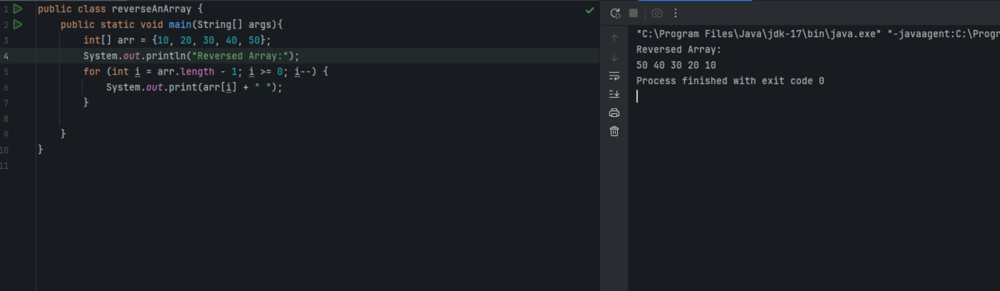 1 public class reverseAnArray {
2     public static void main(String[] args){
3         int[] arr = {10, 20, 30, 40, 50};
4         System.out.println("Reversed Array:");
5         for (int i = arr.length - 1; i >= 0; i--) {
6             System.out.print(arr[i] + " ");
7         }
8
9     }
10 }
11
"C:\Program Files\Java\jdk-17\bin\java.exe" "-javaagent:C:\Progr
Reversed Array:
50 40 30 20 10
Process finished with exit code 0